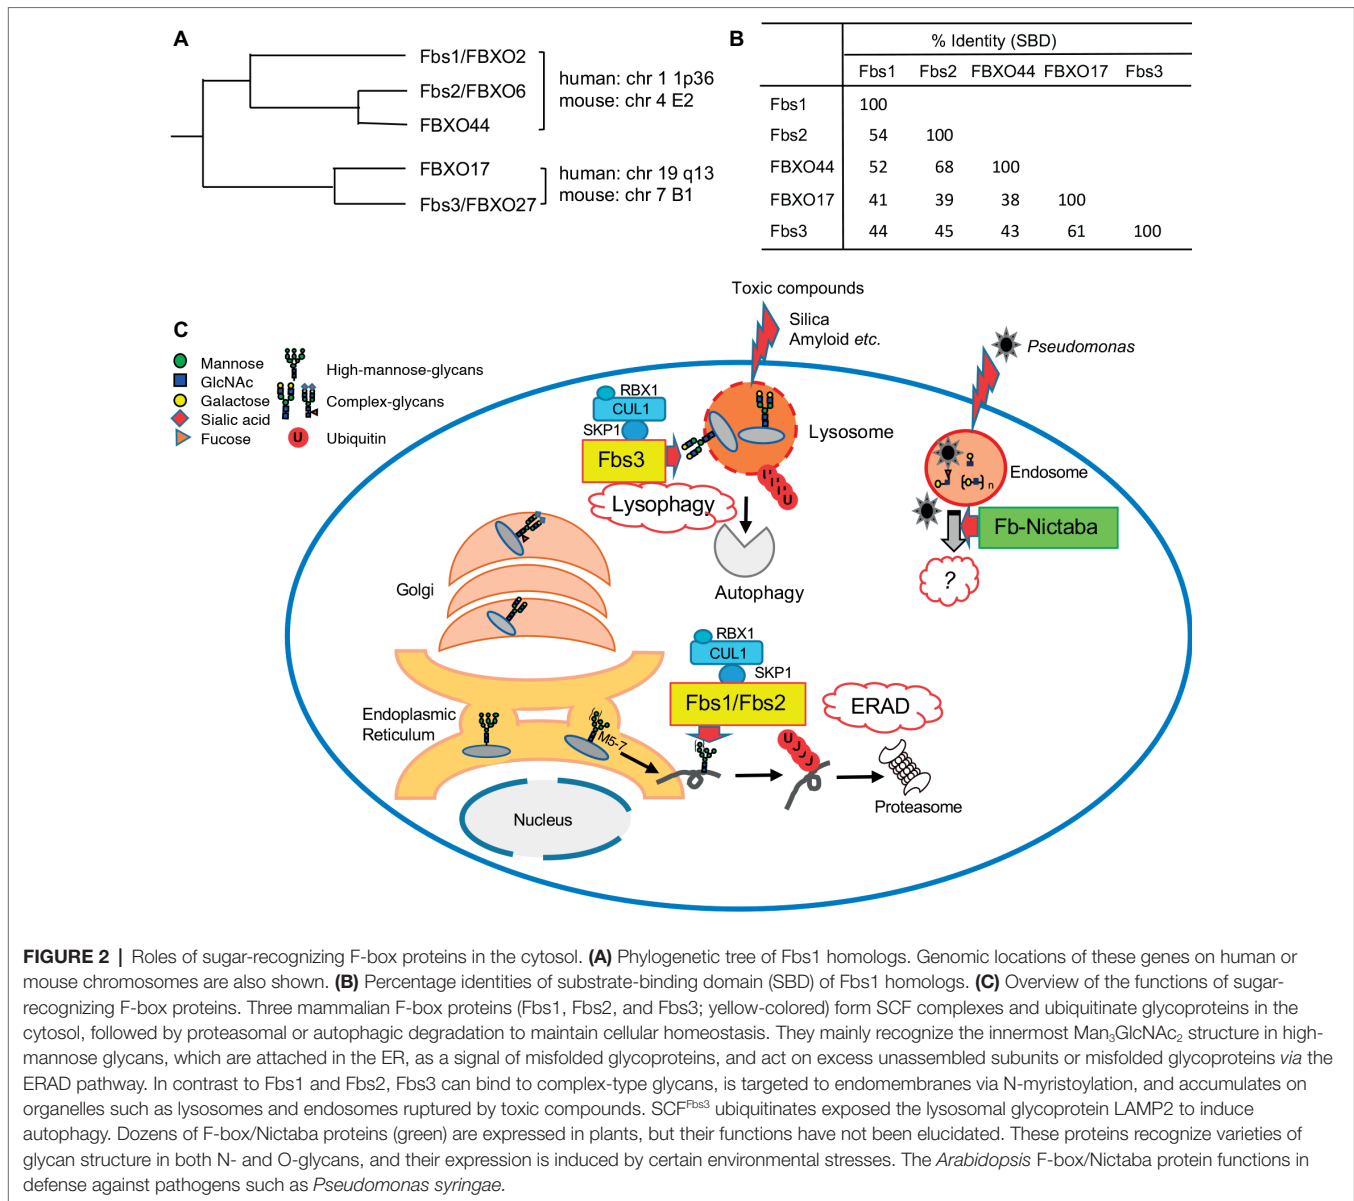 A
Fbs1/FBXO2
Fbs2/FBXO6
FBXO44
human: chr 1 1p36
mouse: chr 4 E2
FBXO17
Fbs3/FBXO27
human: chr 19 q13
mouse: chr 7 B1
B
% Identity (SBD)
Fbs1 Fbs2 FBXO44 FBXO17 Fbs3
Fbs1 100
Fbs2 54 100
FBXO44 52 68 100
FBXO17 41 39 38 100
Fbs3 44 45 43 61 100
C
Mannose
GlcNAc
Galactose
Sialic acid
Fucose
High-mannose-glycans
Complex-glycans
U Ubiquitin
Toxic compounds
Silica
Amyloid etc.
Pseudomonas
RBX1
CUL1
SKP1
Fbs3
Lysosome
Lysophagy
U
Autophagy
Endosome
n
Fb-Nictaba
?
Golgi
Endoplasmic
Reticulum
M5-7
Nucleus
RBX1
CUL1
SKP1
Fbs1/Fbs2
ERAD
U
Proteasome
FIGURE 2 | Roles of sugar-recognizing F-box proteins in the cytosol. (A) Phylogenetic tree of Fbs1 homologs. Genomic locations of these genes on human or
mouse chromosomes are also shown. (B) Percentage identities of substrate-binding domain (SBD) of Fbs1 homologs. (C) Overview of the functions of sugar-
recognizing F-box proteins. Three mammalian F-box proteins (Fbs1, Fbs2, and Fbs3; yellow-colored) form SCF complexes and ubiquitinate glycoproteins in the
cytosol, followed by proteasomal or autophagic degradation to maintain cellular homeostasis. They mainly recognize the innermost Man₃GlcNAc₂ structure in high-
mannose glycans, which are attached in the ER, as a signal of misfolded glycoproteins, and act on excess unassembled subunits or misfolded glycoproteins via the
ERAD pathway. In contrast to Fbs1 and Fbs2, Fbs3 can bind to complex-type glycans, is targeted to endomembranes via N-myristoylation, and accumulates on
organelles such as lysosomes and endosomes ruptured by toxic compounds. SCF^Fbs3 ubiquitinates exposed the lysosomal glycoprotein LAMP2 to induce
autophagy. Dozens of F-box/Nictaba proteins (green) are expressed in plants, but their functions have not been elucidated. These proteins recognize varieties of
glycan structure in both N- and O-glycans, and their expression is induced by certain environmental stresses. The Arabidopsis F-box/Nictaba protein functions in
defense against pathogens such as Pseudomonas syringae.